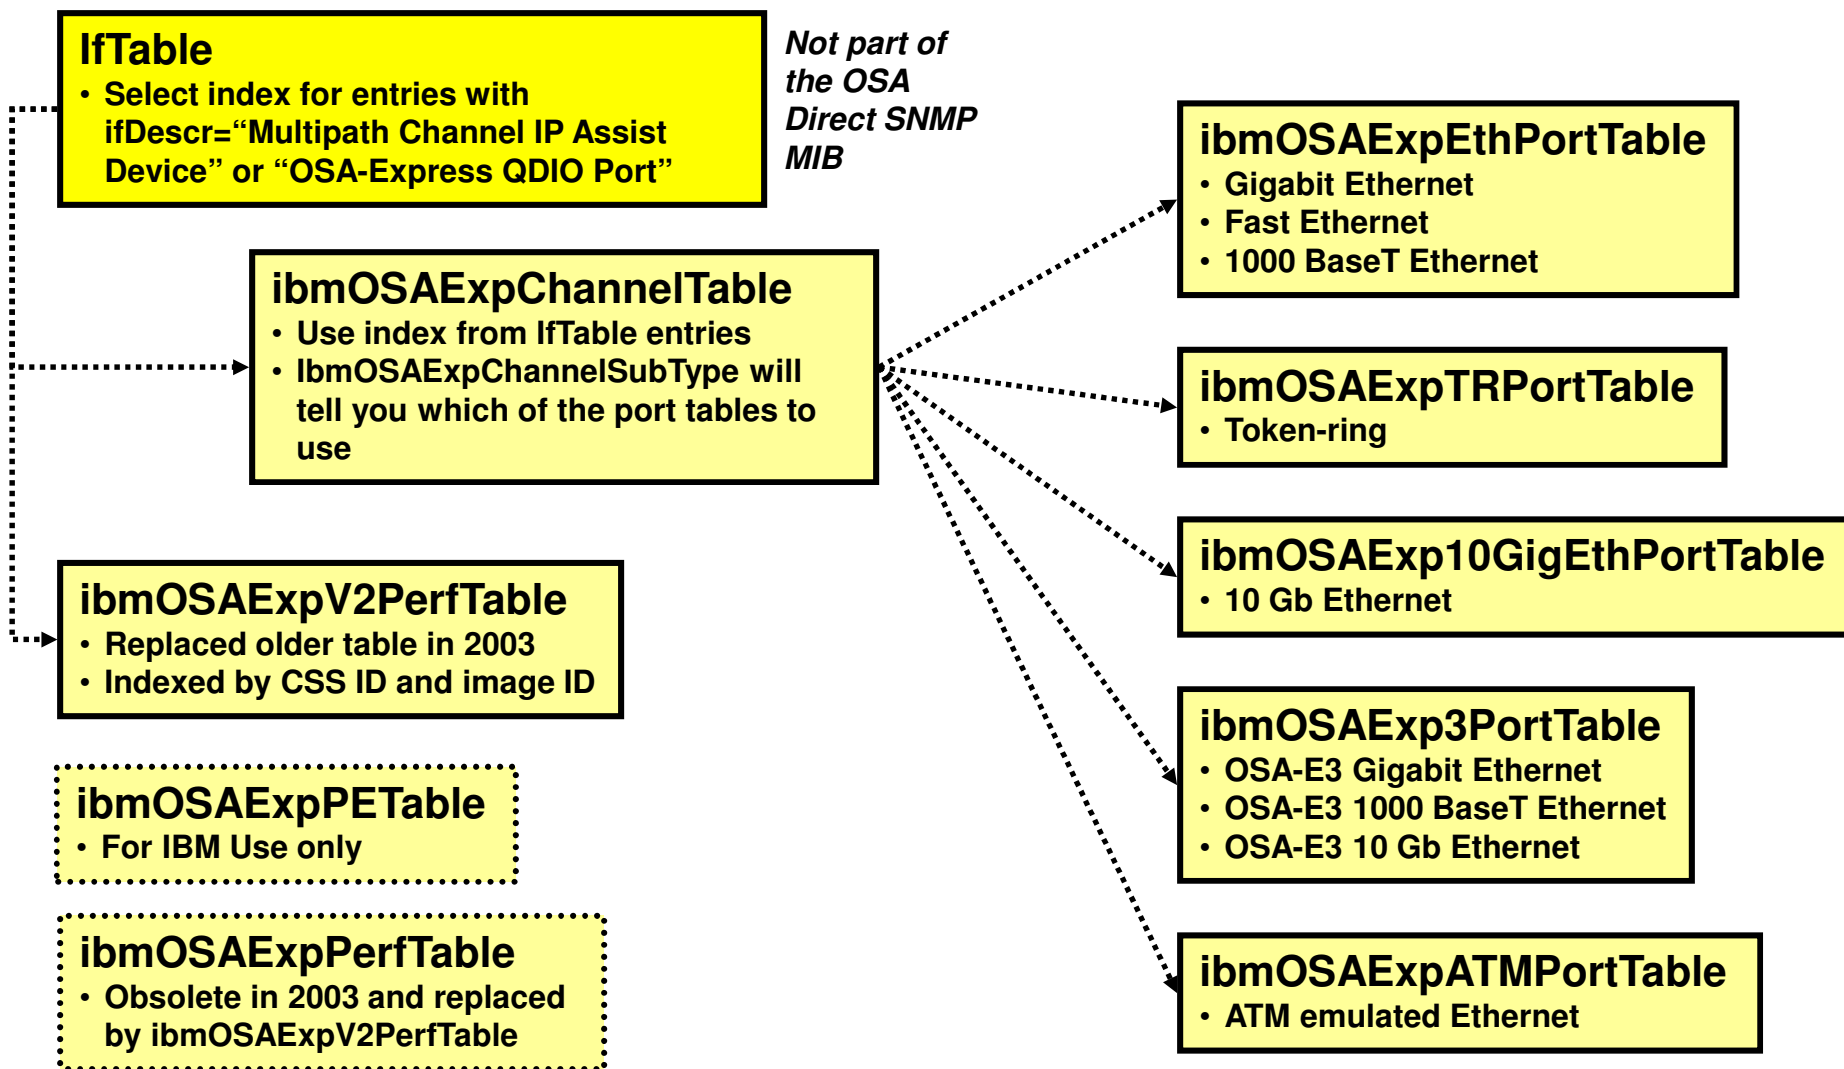 IfTable
• Select index for entries with
ifDescr=“Multipath Channel IP Assist
Device” or “OSA-Express QDIO Port”
Not part of
the OSA
Direct SNMP
MIB
ibmOSAExpChannelTable
• Use index from IfTable entries
• IbmOSAExpChannelSubType will
tell you which of the port tables to
use
ibmOSAExpV2PerfTable
• Replaced older table in 2003
• Indexed by CSS ID and image ID
ibmOSAExpPETable
• For IBM Use only
ibmOSAExpPerfTable
• Obsolete in 2003 and replaced
by ibmOSAExpV2PerfTable
ibmOSAExpEthPortTable
• Gigabit Ethernet
• Fast Ethernet
• 1000 BaseT Ethernet
ibmOSAExpTRPortTable
• Token-ring
ibmOSAExp10GigEthPortTable
• 10 Gb Ethernet
ibmOSAExp3PortTable
• OSA-E3 Gigabit Ethernet
• OSA-E3 1000 BaseT Ethernet
• OSA-E3 10 Gb Ethernet
ibmOSAExpATMPortTable
• ATM emulated Ethernet